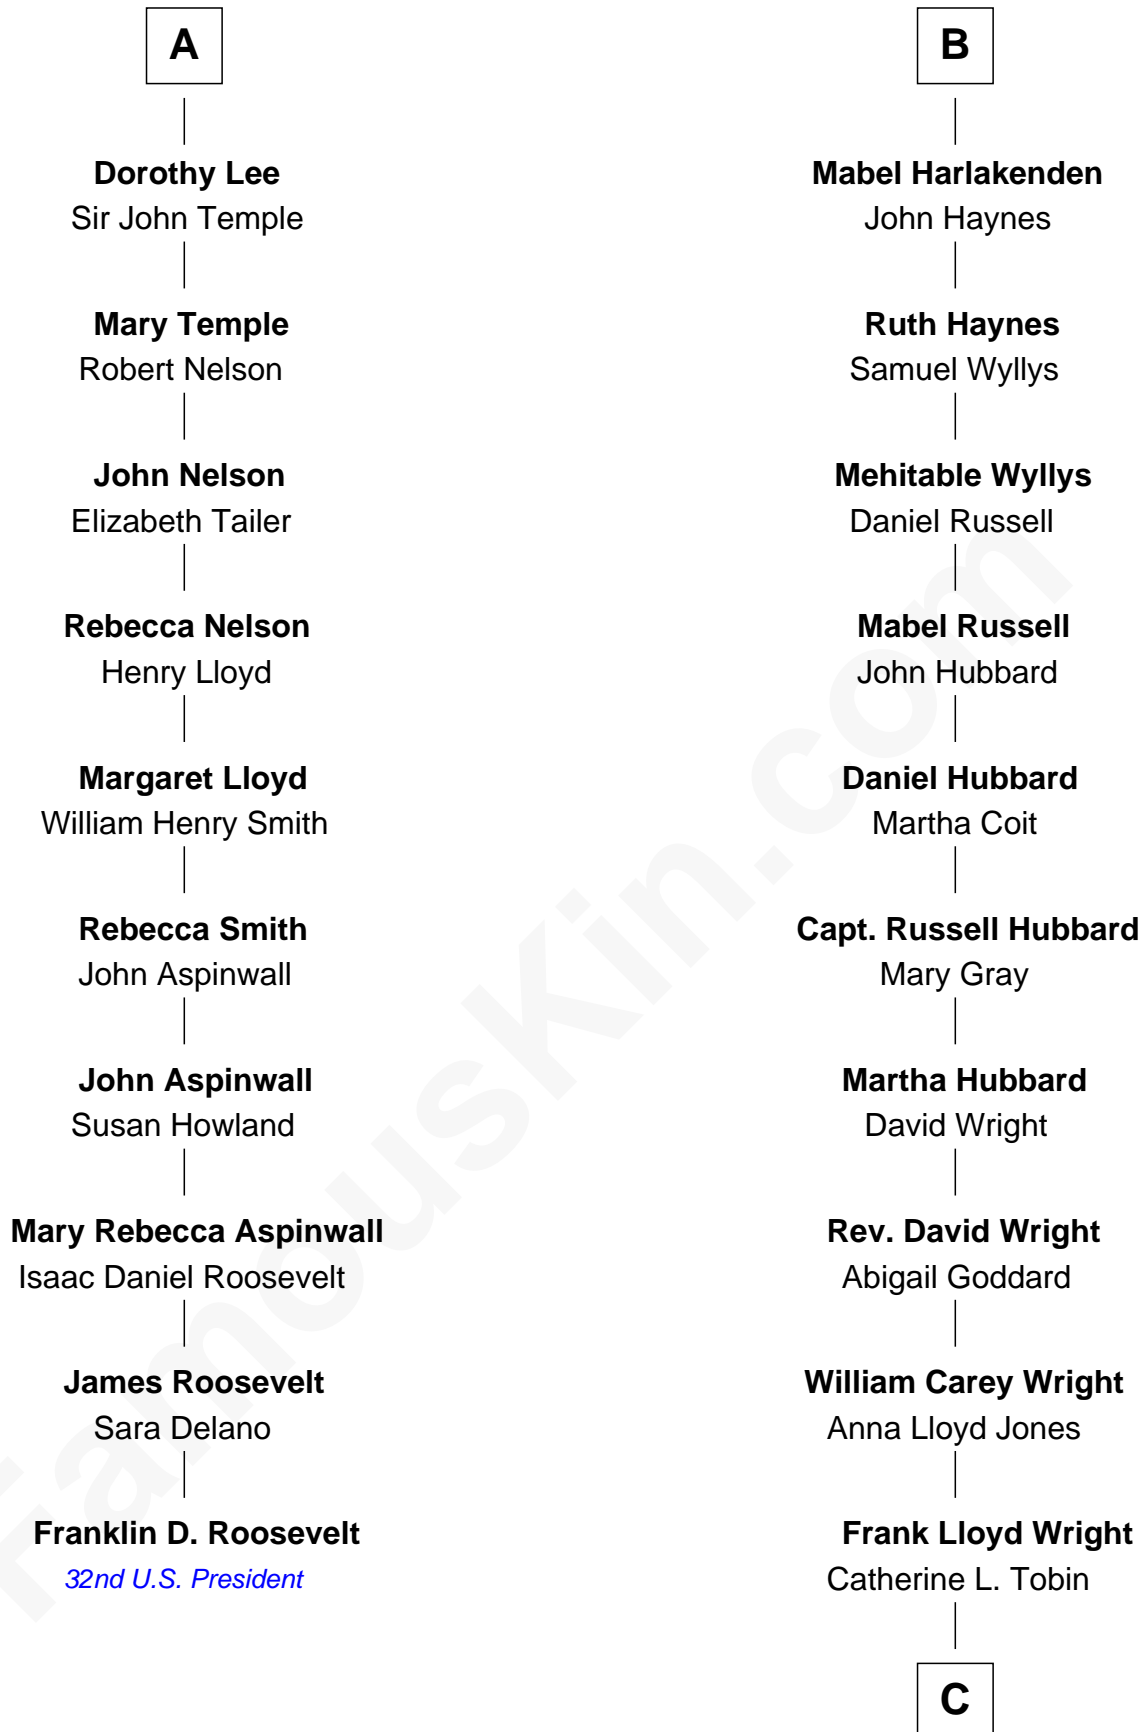 A
Dorothy Lee
Sir John Temple
Mary Temple
Robert Nelson
John Nelson
Elizabeth Tailer
Rebecca Nelson
Henry Lloyd
Margaret Lloyd
William Henry Smith
Rebecca Smith
John Aspinwall
John Aspinwall
Susan Howland
Mary Rebecca Aspinwall
Isaac Daniel Roosevelt
James Roosevelt
Sara Delano
Franklin D. Roosevelt
32nd U.S. President
B
Mabel Harlakenden
John Haynes
Ruth Haynes
Samuel Wyllys
Mehitable Wyllys
Daniel Russell
Mabel Russell
John Hubbard
Daniel Hubbard
Martha Coit
Capt. Russell Hubbard
Mary Gray
Martha Hubbard
David Wright
Rev. David Wright
Abigail Goddard
William Carey Wright
Anna Lloyd Jones
Frank Lloyd Wright
Catherine L. Tobin
C
FamousKin.com